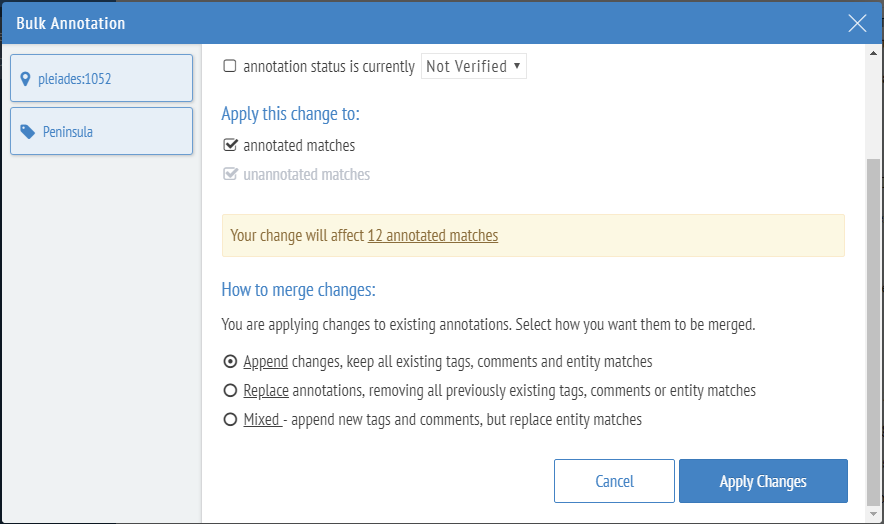 Bulk Annotation
pleiades:1052
Peninsula
annotation status is currently Not Verified
Apply this change to:
annotated matches
unannotated matches
Your change will affect 12 annotated matches
How to merge changes:
You are applying changes to existing annotations. Select how you want them to be merged.
Append changes, keep all existing tags, comments and entity matches
Replace annotations, removing all previously existing tags, comments or entity matches
Mixed - append new tags and comments, but replace entity matches
Cancel Apply Changes